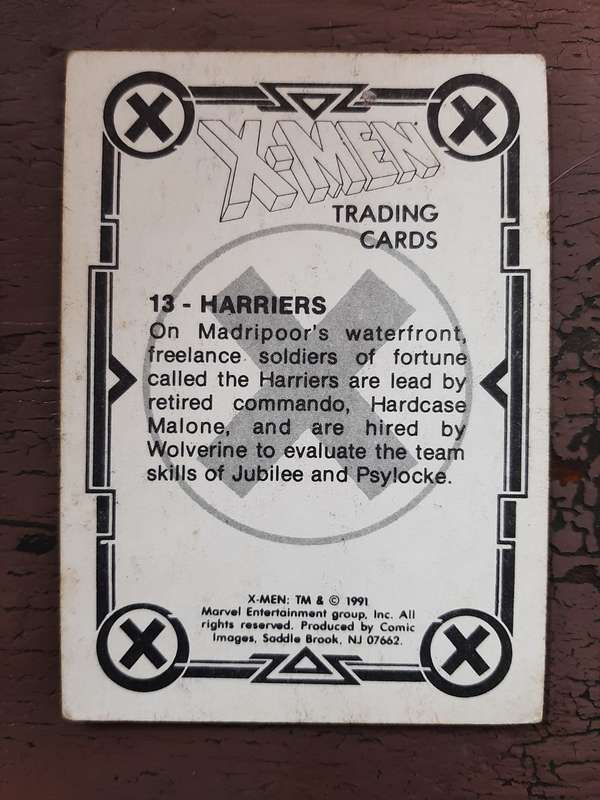 X-MEN
TRADING
CARDS
13 - HARRIERS
On Madripoor's waterfront,
freelance soldiers of fortune
called the Harriers are lead by
retired commando, Hardcase
Malone, and are hired by
Wolverine to evaluate the team
skills of Jubilee and Psylocke.
X-MEN: TM & © 1991
Marvel Entertainment group, Inc. All
rights reserved. Produced by Comic
Images, Saddle Brook, NJ 07662.